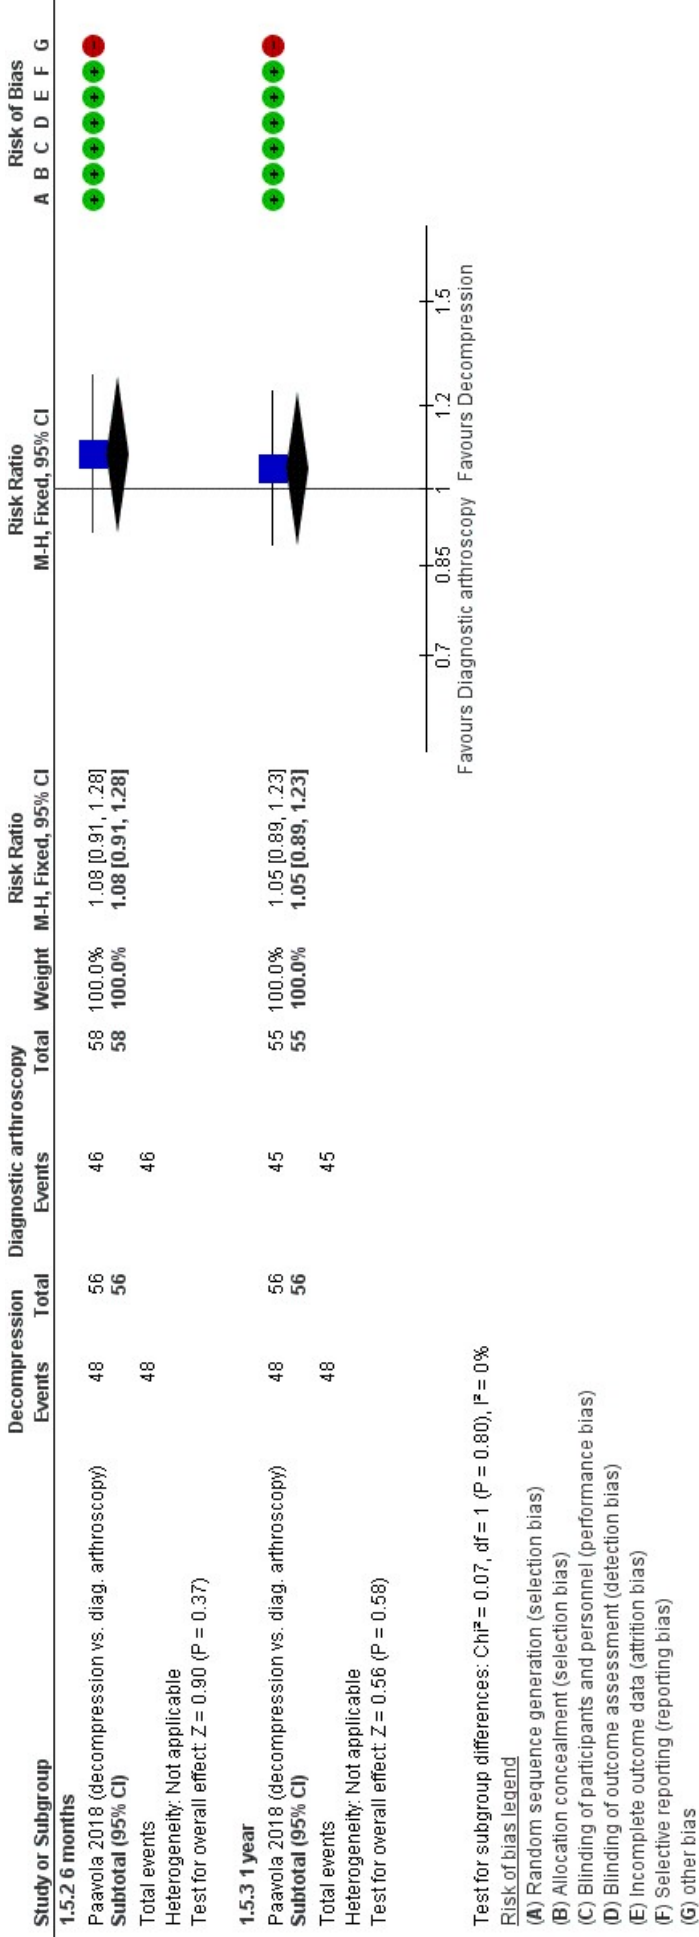 Decompression Diagnostic arthroscopy Risk Ratio Risk Ratio Risk of Bias
Study or Subgroup Events Total Events Total Weight M-H, Fixed, 95% CI M-H, Fixed, 95% CI A B C D E F G
1.5.2 6 months
Paavola 2018 (decompression vs. diag. arthroscopy) 48 56 46 58 100.0% 1.08 [0.91, 1.28] + + + + + + -
Subtotal (95% CI) 56 58 100.0% 1.08 [0.91, 1.28]
Total events 48 46
Heterogeneity: Not applicable
Test for overall effect: Z = 0.90 (P = 0.37)
1.5.3 1 year
Paavola 2018 (decompression vs. diag. arthroscopy) 48 56 45 55 100.0% 1.05 [0.89, 1.23] + + + + + + -
Subtotal (95% CI) 56 55 100.0% 1.05 [0.89, 1.23]
Total events 48 45
Heterogeneity: Not applicable
Test for overall effect: Z = 0.56 (P = 0.58)
0.7 0.85 1 1.2 1.5
Favours Diagnostic arthroscopy Favours Decompression
Test for subgroup differences: Chi² = 0.07, df = 1 (P = 0.80), I² = 0%
Risk of bias legend
(A) Random sequence generation (selection bias)
(B) Allocation concealment (selection bias)
(C) Blinding of participants and personnel (performance bias)
(D) Blinding of outcome assessment (detection bias)
(E) Incomplete outcome data (attrition bias)
(F) Selective reporting (reporting bias)
(G) other bias